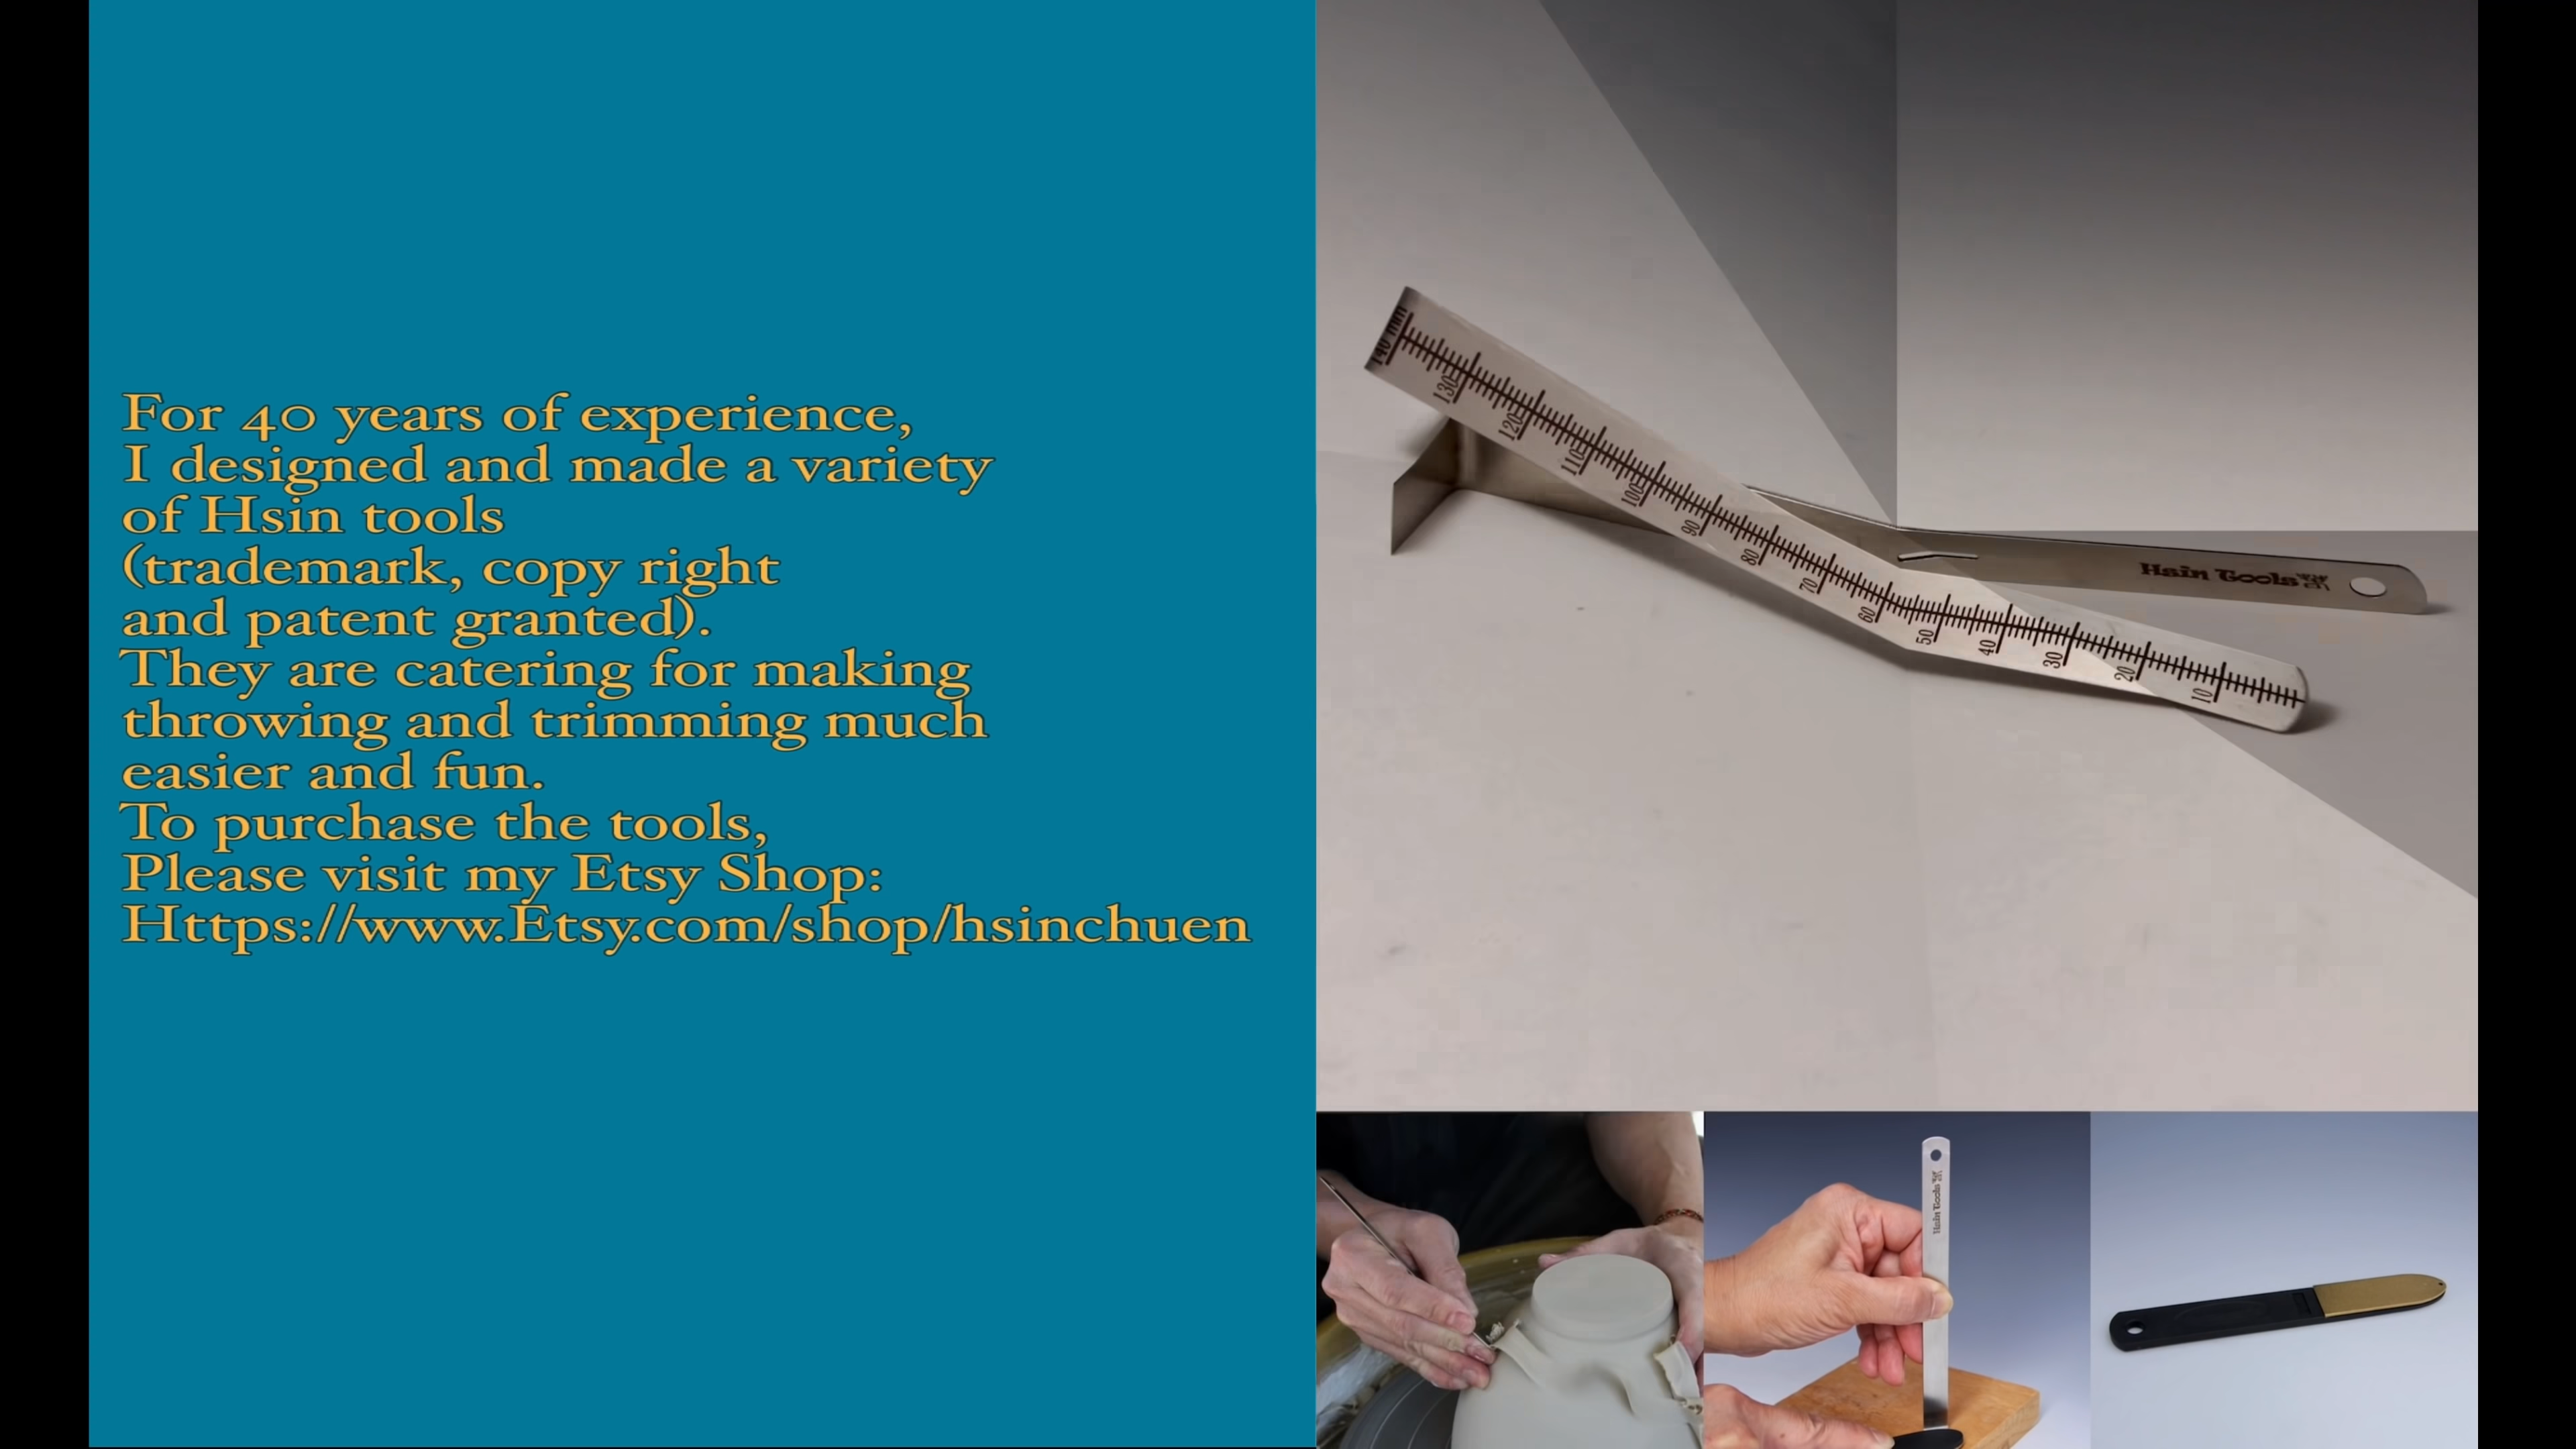 For 40 years of experience,
I designed and made a variety
of Hsin tools
(trademark, copy right
and patent granted).
They are catering for making
throwing and trimming much
easier and fun.
To purchase the tools,
Please visit my Etsy Shop:
Https://www.Etsy.com/shop/hsinchuen
140 mm
130
120
110
100
90
80
70
60
50
40
30
20
10
Hsin Tools
Hsin Tools